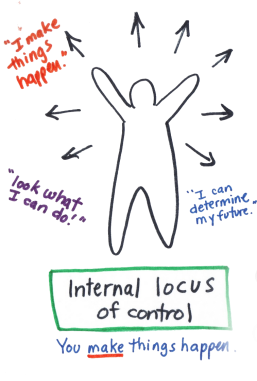 "I make
things
happen."
"look what
I can do!"
"I can
determine
my future."
Internal locus
of control
You make things happen.